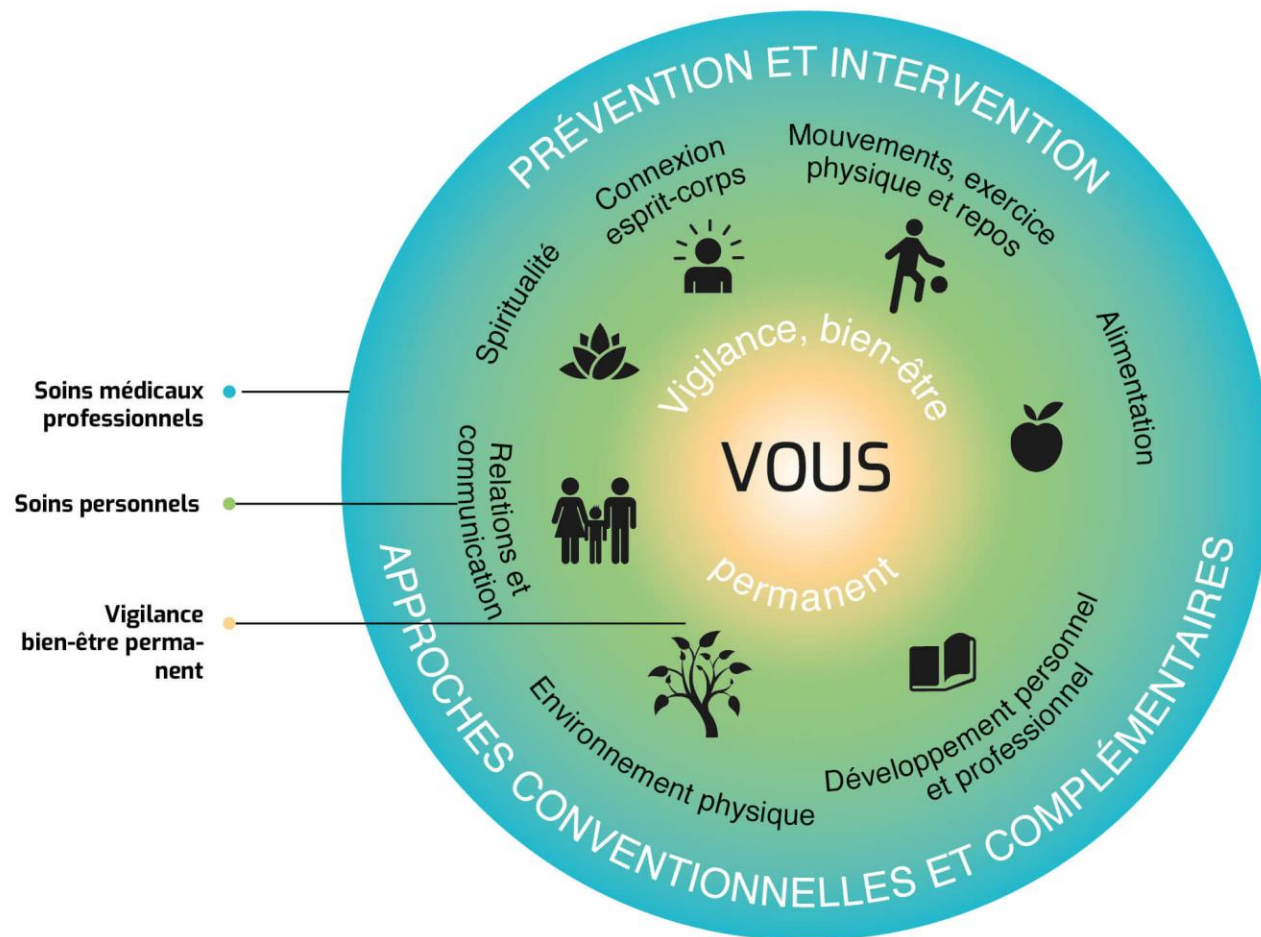 PRÉVENTION ET INTERVENTION
Connexion
esprit-corps
Mouvements, exercice
physique et repos
Spiritualité
Alimentation
Vigilance, bien-être
VOUS
permanent
Relations et
communication
Environnement physique
Développement personnel
et professionnel
APPROCHES CONVENTIONNELLES ET COMPLÉMENTAIRES
Soins médicaux
professionnels
Soins personnels
Vigilance
bien-être perma-
nent